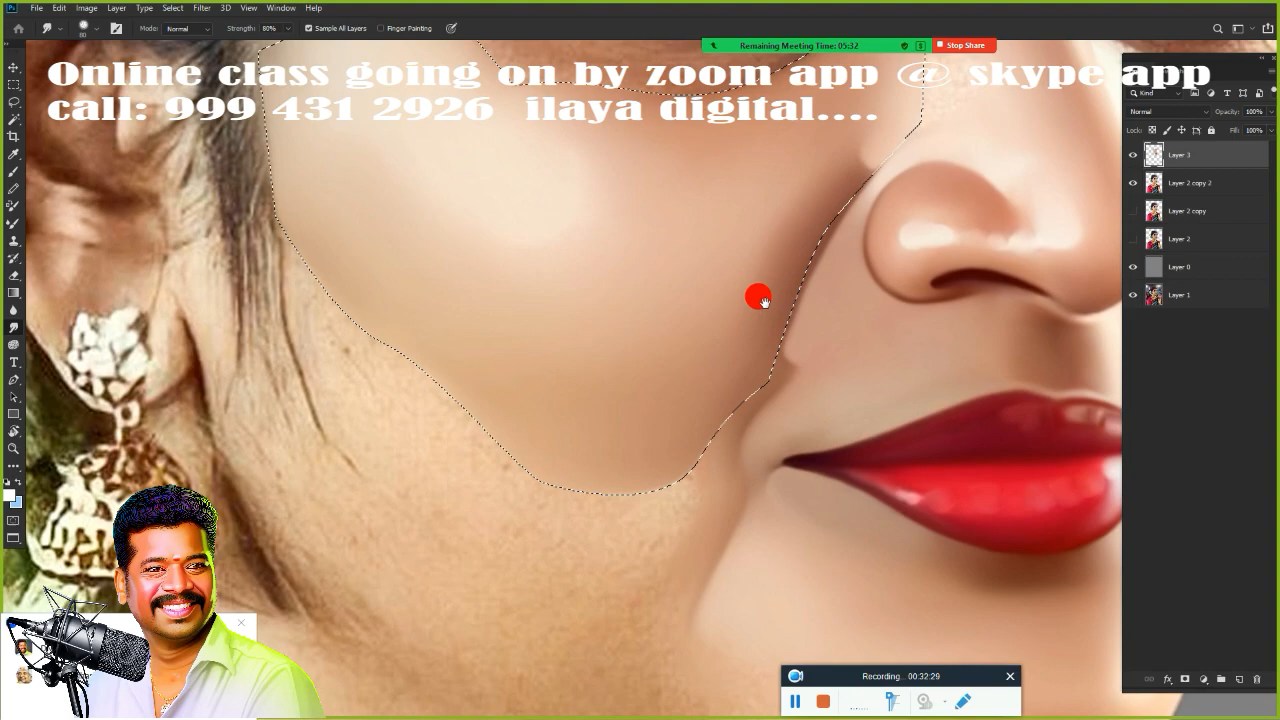 File Edit Image Layer Type Select Filter 3D View Window Help
Mode: Normal Strength: 80% Sample All Layers Finger Painting
80
Remaining Meeting Time: 05:32 Stop Share
Online class going on by zoom app @ skype app
call: 999 431 2926 ilaya digital....
Kind
Normal Opacity: 100%
Lock: Fill: 100%
Layer 3
Layer 2 copy 2
Layer 2 copy
Layer 2
Layer 0
Layer 1
Recording... 00:32:29